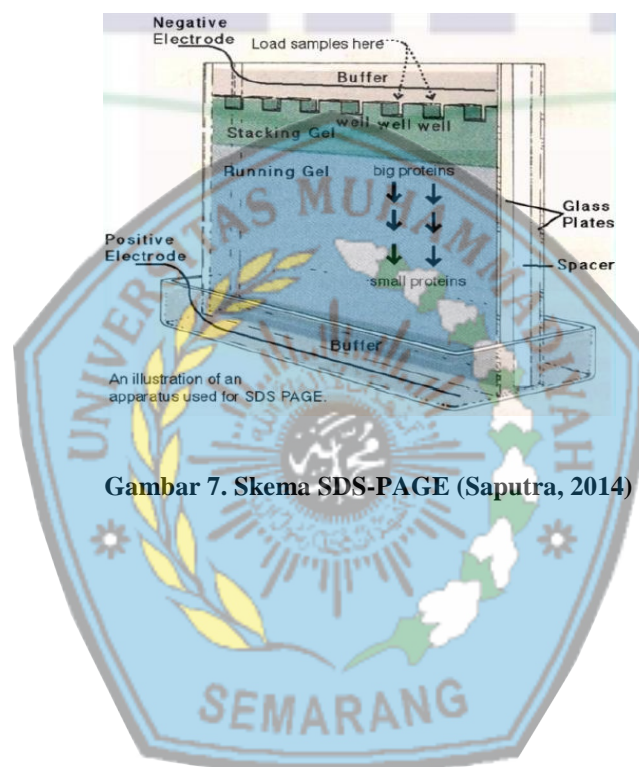 Negative
Electrode
Load samples here
Buffer
well well well
Stacking Gel
Running Gel
big proteins
Glass
Plates
Positive
Electrode
Spacer
small proteins
Buffer
An illustration of an
apparatus used for SDS PAGE.
Gambar 7. Skema SDS-PAGE (Saputra, 2014)
UNIVERSITAS MUHAMMADIYAH
SEMARANG